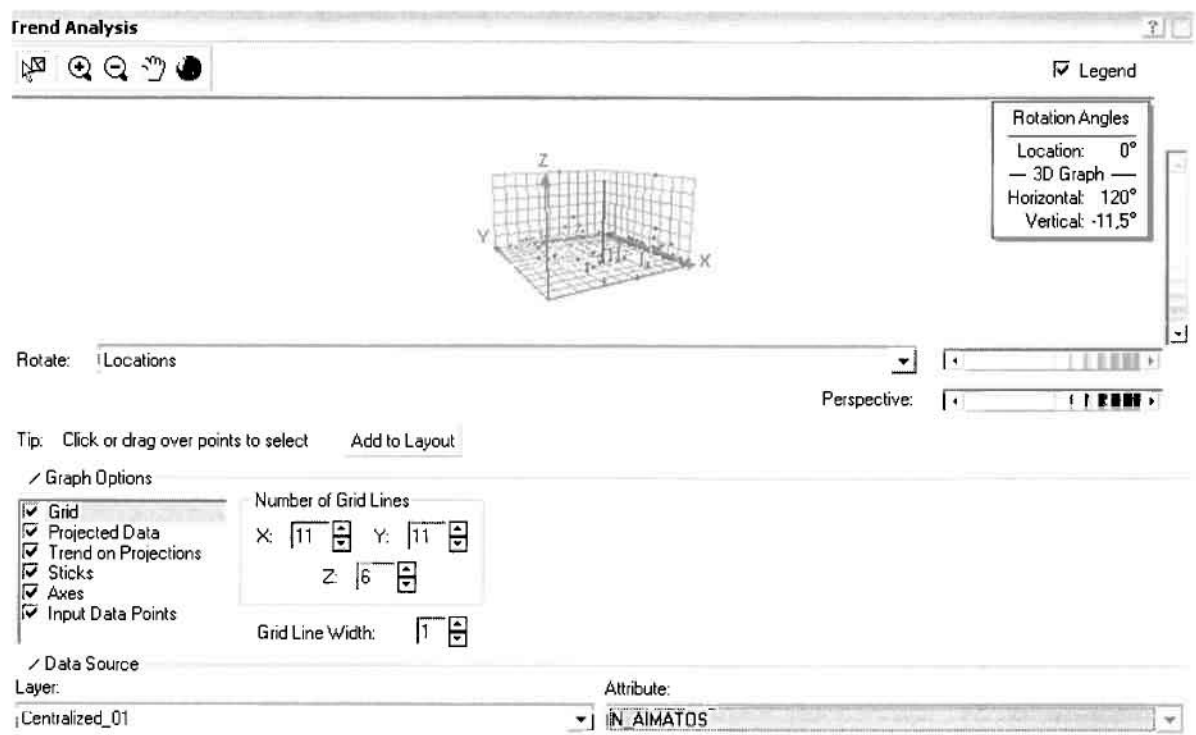 Trend Analysis
?
Legend
Rotation Angles
Location: 0°
— 3D Graph —
Horizontal: 120°
Vertical: -11,5°
Z
Y
X
Rotate: Locations
Perspective:
Tip: Click or drag over points to select Add to Layout
Graph Options
Grid
Projected Data
Trend on Projections
Sticks
Axes
Input Data Points
Number of Grid Lines
X: 11 Y: 11
Z: 6
Grid Line Width: 1
Data Source
Layer: Attribute:
Centralized_01 N_AIMATOS